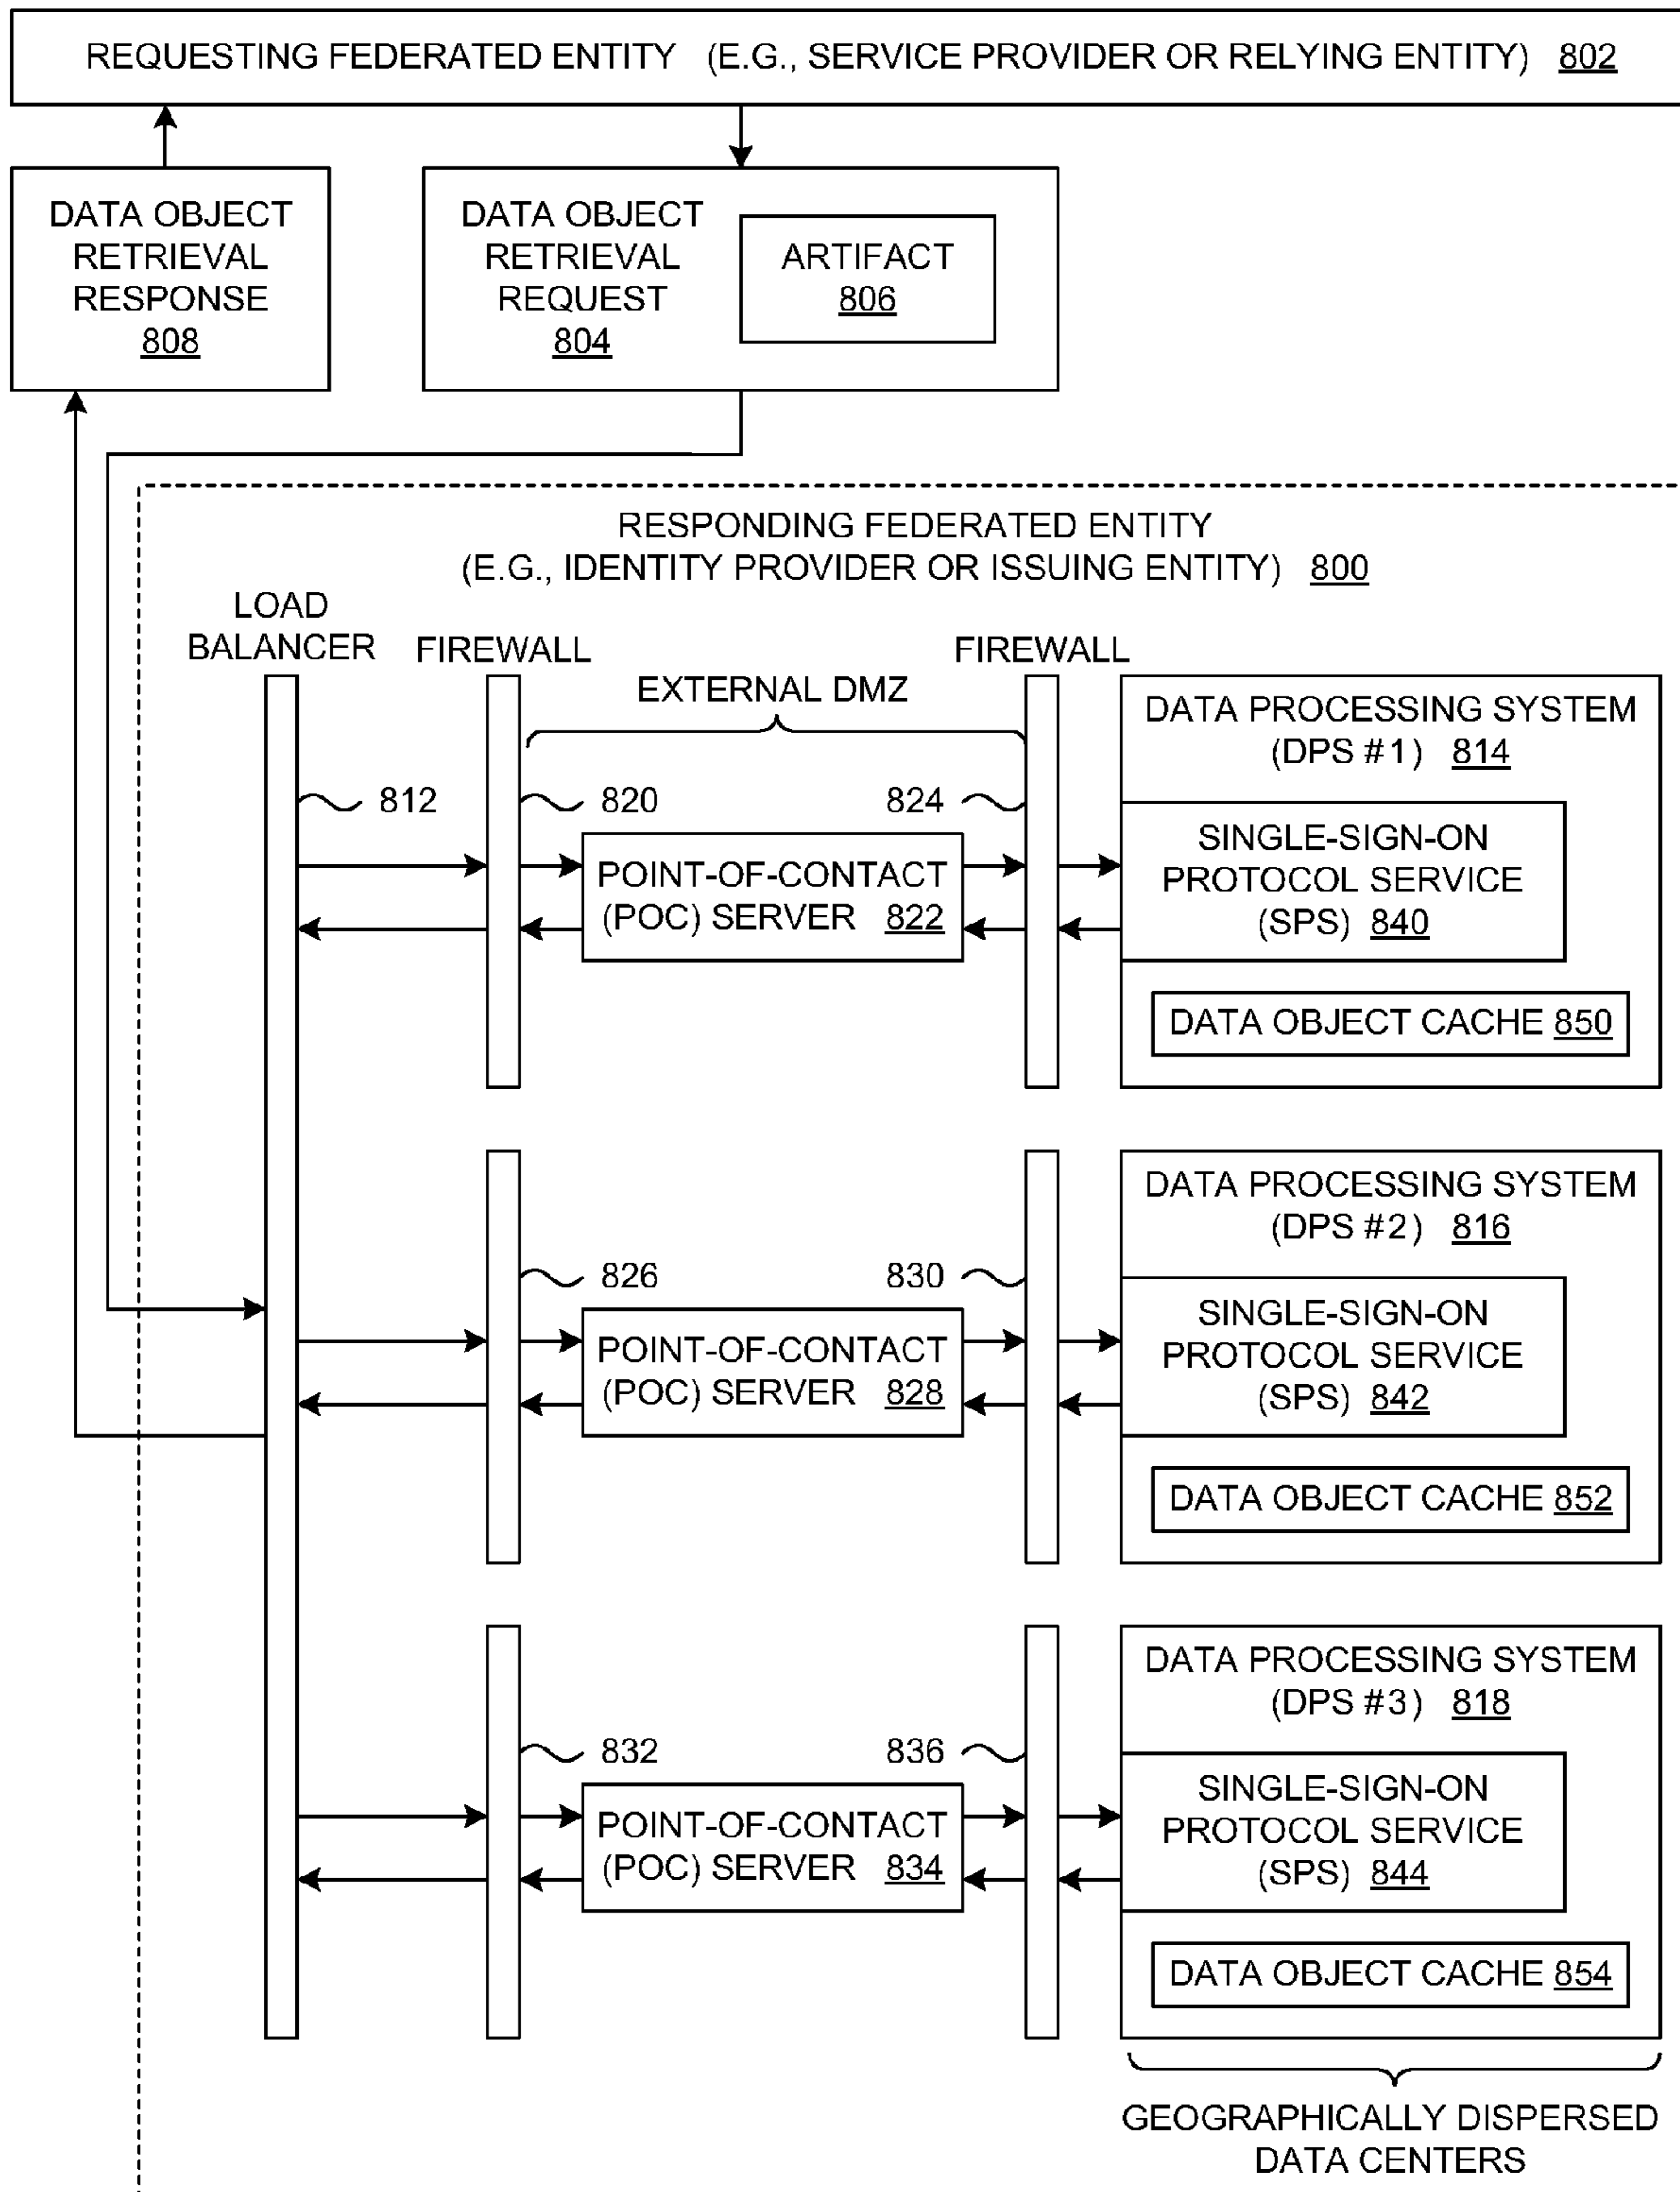 REQUESTING FEDERATED ENTITY (E.G., SERVICE PROVIDER OR RELYING ENTITY) 802
DATA OBJECT
RETRIEVAL
RESPONSE
808
DATA OBJECT
RETRIEVAL
REQUEST
804
ARTIFACT
806
RESPONDING FEDERATED ENTITY
(E.G., IDENTITY PROVIDER OR ISSUING ENTITY) 800
LOAD
BALANCER
FIREWALL
FIREWALL
EXTERNAL DMZ
812
820
824
POINT-OF-CONTACT
(POC) SERVER 822
DATA PROCESSING SYSTEM
(DPS #1) 814
SINGLE-SIGN-ON
PROTOCOL SERVICE
(SPS) 840
DATA OBJECT CACHE 850
826
830
POINT-OF-CONTACT
(POC) SERVER 828
DATA PROCESSING SYSTEM
(DPS #2) 816
SINGLE-SIGN-ON
PROTOCOL SERVICE
(SPS) 842
DATA OBJECT CACHE 852
832
836
POINT-OF-CONTACT
(POC) SERVER 834
DATA PROCESSING SYSTEM
(DPS #3) 818
SINGLE-SIGN-ON
PROTOCOL SERVICE
(SPS) 844
DATA OBJECT CACHE 854
GEOGRAPHICALLY DISPERSED
DATA CENTERS